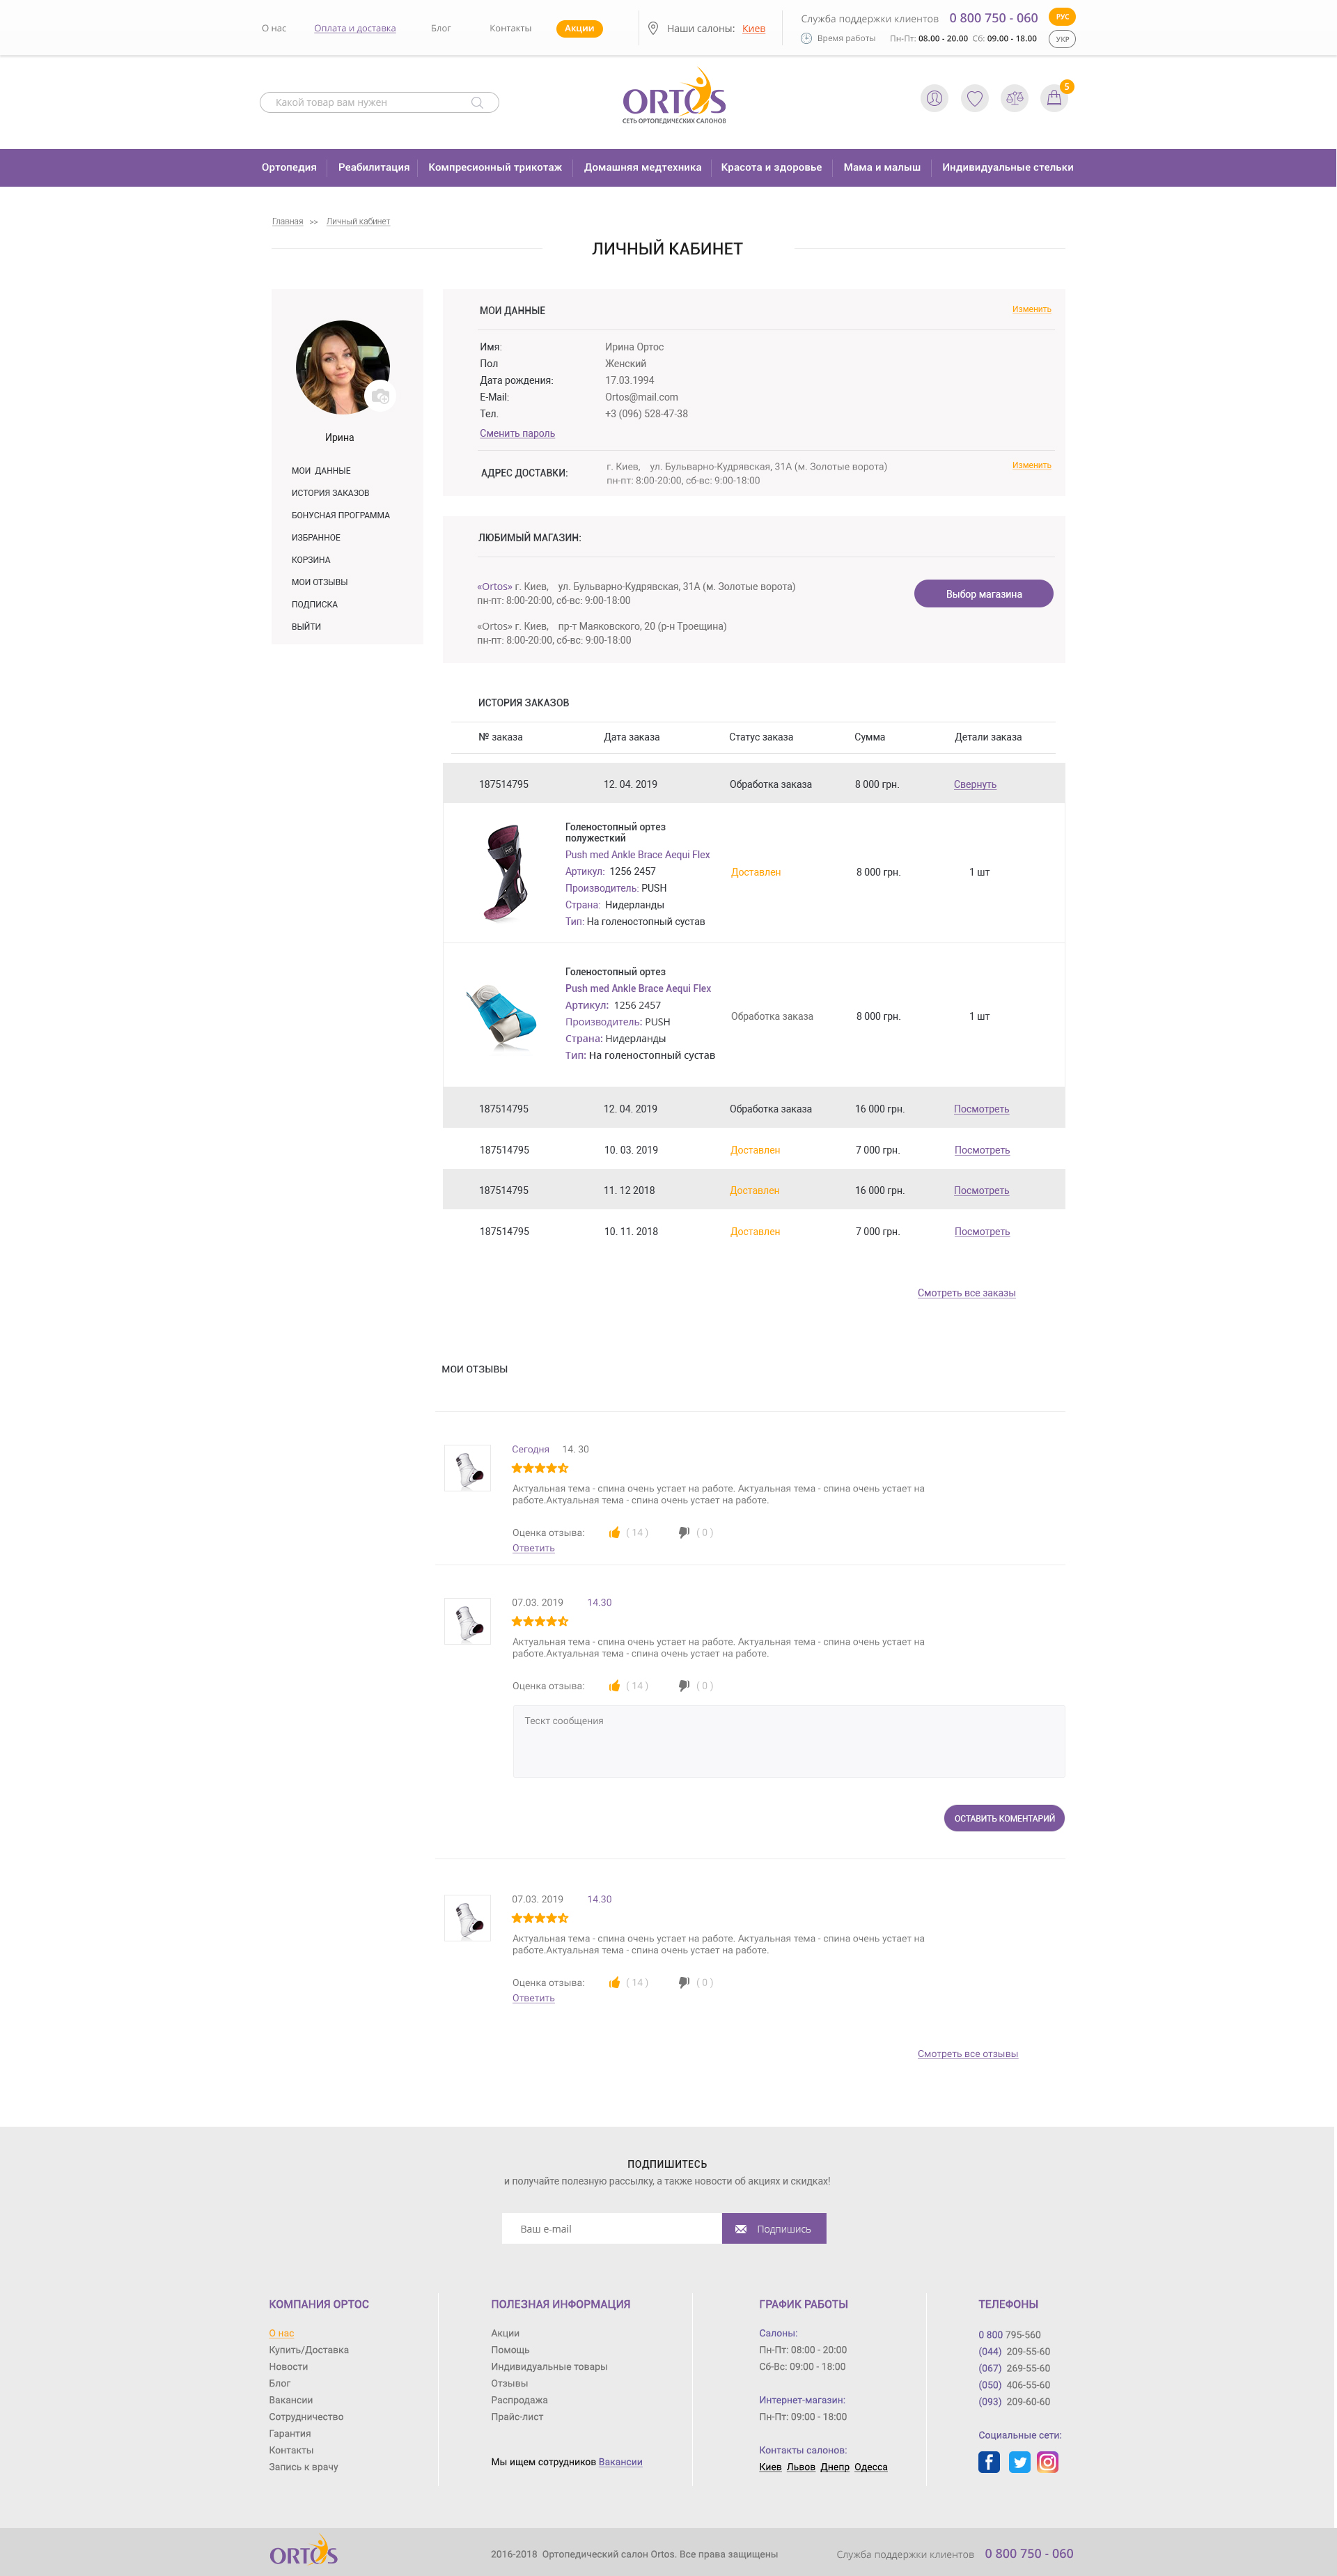 О нас Оплата и доставка Блог Контакты Акции Наши салоны: Киев Служба поддержки клиентов 0 800 750 - 060 РУС
Время работы Пн-Пт: 08.00 - 20.00 Сб: 09.00 - 18.00 УКР
Какой товар вам нужен
ORTOS
СЕТЬ ОРТОПЕДИЧЕСКИХ САЛОНОВ
5
Ортопедия Реабилитация Компресионный трикотаж Домашняя медтехника Красота и здоровье Мама и малыш Индивидуальные стельки
Главная >> Личный кабинет
ЛИЧНЫЙ КАБИНЕТ
Ирина
МОИ ДАННЫЕ
ИСТОРИЯ ЗАКАЗОВ
БОНУСНАЯ ПРОГРАММА
ИЗБРАННОЕ
КОРЗИНА
МОИ ОТЗЫВЫ
ПОДПИСКА
ВЫЙТИ
МОИ ДАННЫЕ Изменить
Имя: Ирина Ортос
Пол Женский
Дата рождения: 17.03.1994
E-Mail: Ortos@mail.com
Тел. +3 (096) 528-47-38
Сменить пароль
АДРЕС ДОСТАВКИ: г. Киев, ул. Бульварно-Кудрявская, 31А (м. Золотые ворота) Изменить
пн-пт: 8:00-20:00, сб-вс: 9:00-18:00
ЛЮБИМЫЙ МАГАЗИН:
«Ortos» г. Киев, ул. Бульварно-Кудрявская, 31А (м. Золотые ворота)
пн-пт: 8:00-20:00, сб-вс: 9:00-18:00
Выбор магазина
«Ortos» г. Киев, пр-т Маяковского, 20 (р-н Троещина)
пн-пт: 8:00-20:00, сб-вс: 9:00-18:00
ИСТОРИЯ ЗАКАЗОВ
№ заказа Дата заказа Статус заказа Сумма Детали заказа
187514795 12. 04. 2019 Обработка заказа 8 000 грн. Свернуть
Голеностопный ортез
полужесткий
Push med Ankle Brace Aequi Flex
Артикул: 1256 2457 Доставлен 8 000 грн. 1 шт
Производитель: PUSH
Страна: Нидерланды
Тип: На голеностопный сустав
Голеностопный ортез
Push med Ankle Brace Aequi Flex
Артикул: 1256 2457
Производитель: PUSH Обработка заказа 8 000 грн. 1 шт
Страна: Нидерланды
Тип: На голеностопный сустав
187514795 12. 04. 2019 Обработка заказа 16 000 грн. Посмотреть
187514795 10. 03. 2019 Доставлен 7 000 грн. Посмотреть
187514795 11. 12 2018 Доставлен 16 000 грн. Посмотреть
187514795 10. 11. 2018 Доставлен 7 000 грн. Посмотреть
Смотреть все заказы
МОИ ОТЗЫВЫ
Сегодня 14. 30
Актуальная тема - спина очень устает на работе. Актуальная тема - спина очень устает на
работе.Актуальная тема - спина очень устает на работе.
Оценка отзыва: ( 14 ) ( 0 )
Ответить
07.03. 2019 14.30
Актуальная тема - спина очень устает на работе. Актуальная тема - спина очень устает на
работе.Актуальная тема - спина очень устает на работе.
Оценка отзыва: ( 14 ) ( 0 )
Тескт сообщения
ОСТАВИТЬ КОМЕНТАРИЙ
07.03. 2019 14.30
Актуальная тема - спина очень устает на работе. Актуальная тема - спина очень устает на
работе.Актуальная тема - спина очень устает на работе.
Оценка отзыва: ( 14 ) ( 0 )
Ответить
Смотреть все отзывы
ПОДПИШИТЕСЬ
и получайте полезную рассылку, а также новости об акциях и скидках!
Ваш e-mail Подпишись
КОМПАНИЯ ОРТОС
О нас
Купить/Доставка
Новости
Блог
Вакансии
Сотрудничество
Гарантия
Контакты
Запись к врачу
ПОЛЕЗНАЯ ИНФОРМАЦИЯ
Акции
Помощь
Индивидуальные товары
Отзывы
Распродажа
Прайс-лист
Мы ищем сотрудников Вакансии
ГРАФИК РАБОТЫ
Салоны:
Пн-Пт: 08:00 - 20:00
Сб-Вс: 09:00 - 18:00
Интернет-магазин:
Пн-Пт: 09:00 - 18:00
Контакты салонов:
Киев Львов Днепр Одесса
ТЕЛЕФОНЫ
0 800 795-560
(044) 209-55-60
(067) 269-55-60
(050) 406-55-60
(093) 209-60-60
Социальные сети:
ORTOS 2016-2018 Ортопедический салон Ortos. Все права защищены Служба поддержки клиентов 0 800 750 - 060